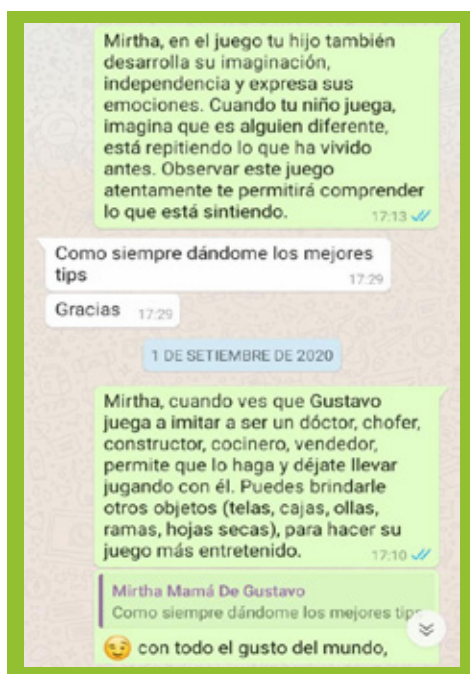 Mirtha, en el juego tu hijo también
desarrolla su imaginación,
independencia y expresa sus
emociones. Cuando tu niño juega,
imagina que es alguien diferente,
está repitiendo lo que ha vivido
antes. Observar este juego
atentamente te permitirá comprender
lo que está sintiendo. 17:13
Como siempre dándome los mejores
tips 17:29
Gracias 17:29
1 DE SETIEMBRE DE 2020
Mirtha, cuando ves que Gustavo
juega a imitar a ser un dóctor, chofer,
constructor, cocinero, vendedor,
permite que lo haga y déjate llevar
jugando con él. Puedes brindarle
otros objetos (telas, cajas, ollas,
ramas, hojas secas), para hacer su
juego más entretenido. 17:10
Mirtha Mamá De Gustavo
Como siempre dándome los mejores tips
😉 con todo el gusto del mundo,